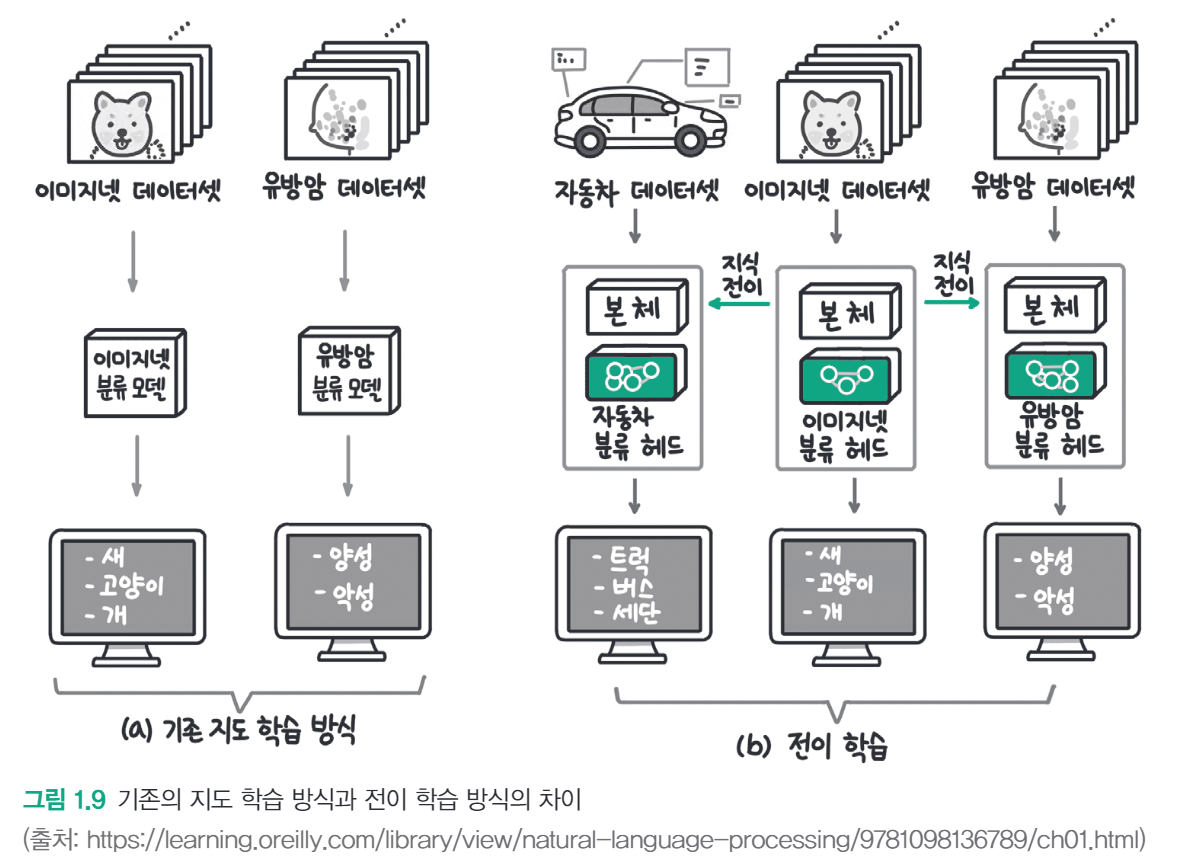 이미지넷 데이터셋
유방암 데이터셋
이미지넷
분류 모델
유방암
분류 모델
- 새
- 고양이
- 개
- 양성
- 악성
(a) 기존 지도 학습 방식
자동차 데이터셋
이미지넷 데이터셋
유방암 데이터셋
지식
전이
지식
전이
본체
자동차
분류 헤드
본체
이미지넷
분류 헤드
본체
유방암
분류 헤드
- 트럭
- 버스
- 세단
- 새
- 고양이
- 개
- 양성
- 악성
(b) 전이 학습
그림 1.9 기존의 지도 학습 방식과 전이 학습 방식의 차이
(출처: https://learning.oreilly.com/library/view/natural-language-processing/9781098136789/ch01.html)